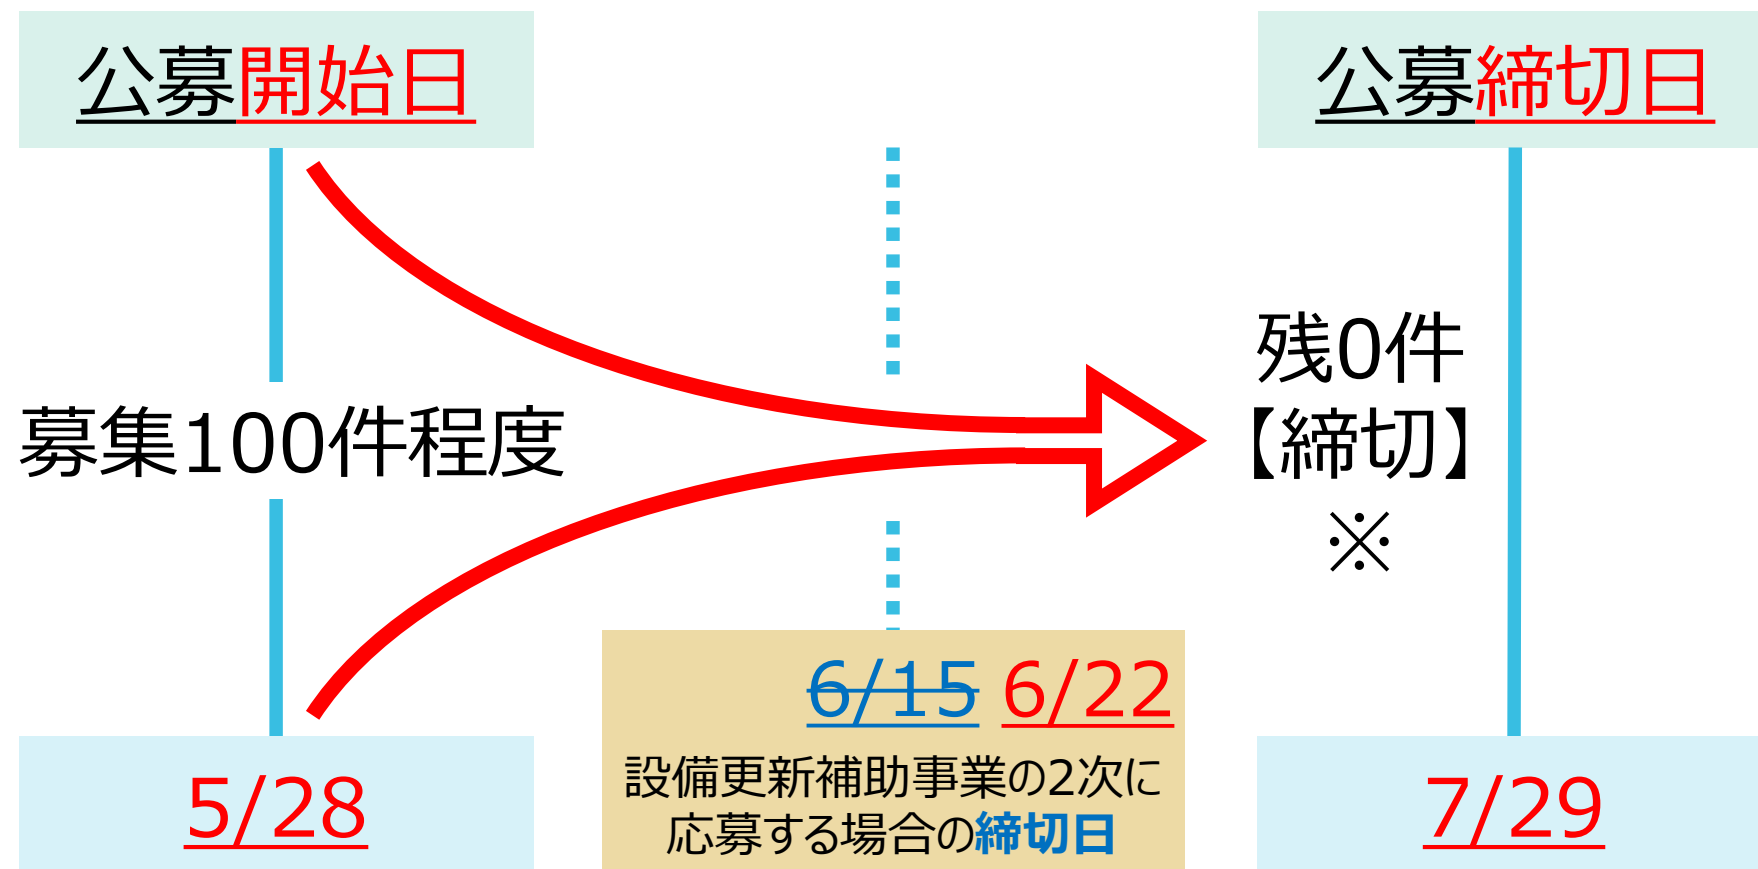 公募開始日
公募締切日
募集100件程度
残0件
【締切】
※
6/15 6/22
設備更新補助事業の2次に
応募する場合の締切日
5/28
7/29